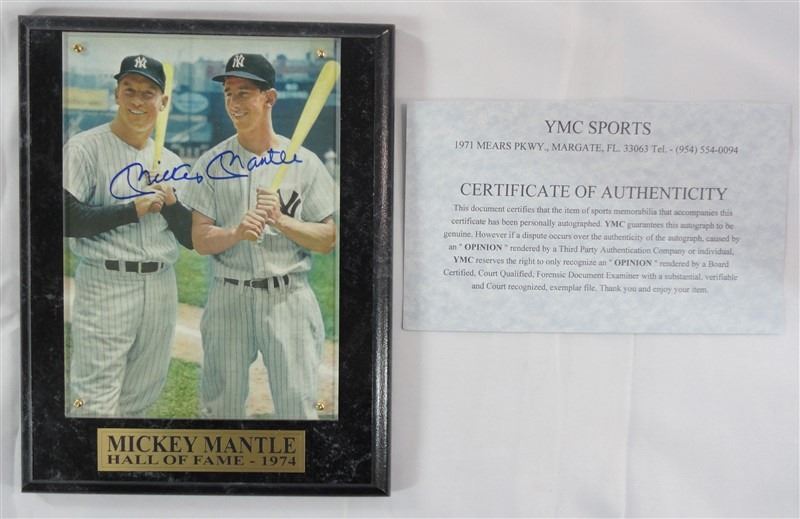 NY
NY
Mickey Mantle
NY
MICKEY MANTLE
HALL OF FAME - 1974
YMC SPORTS
1971 MEARS PKWY., MARGATE, FL. 33063 Tel. - (954) 554-0094
CERTIFICATE OF AUTHENTICITY
This document certifies that the item of sports memorabilia that accompanies this
certificate has been personally autographed. YMC guarantees this autograph to be
genuine. However if a dispute occurs over the authenticity of the autograph, caused by
an " OPINION " rendered by a Third Party Authentication Company or individual,
YMC reserves the right to only recognize an " OPINION " rendered by a Board
Certified, Court Qualified, Forensic Document Examiner with a substantial, verifiable
and Court recognized, exemplar file. Thank you and enjoy your item.